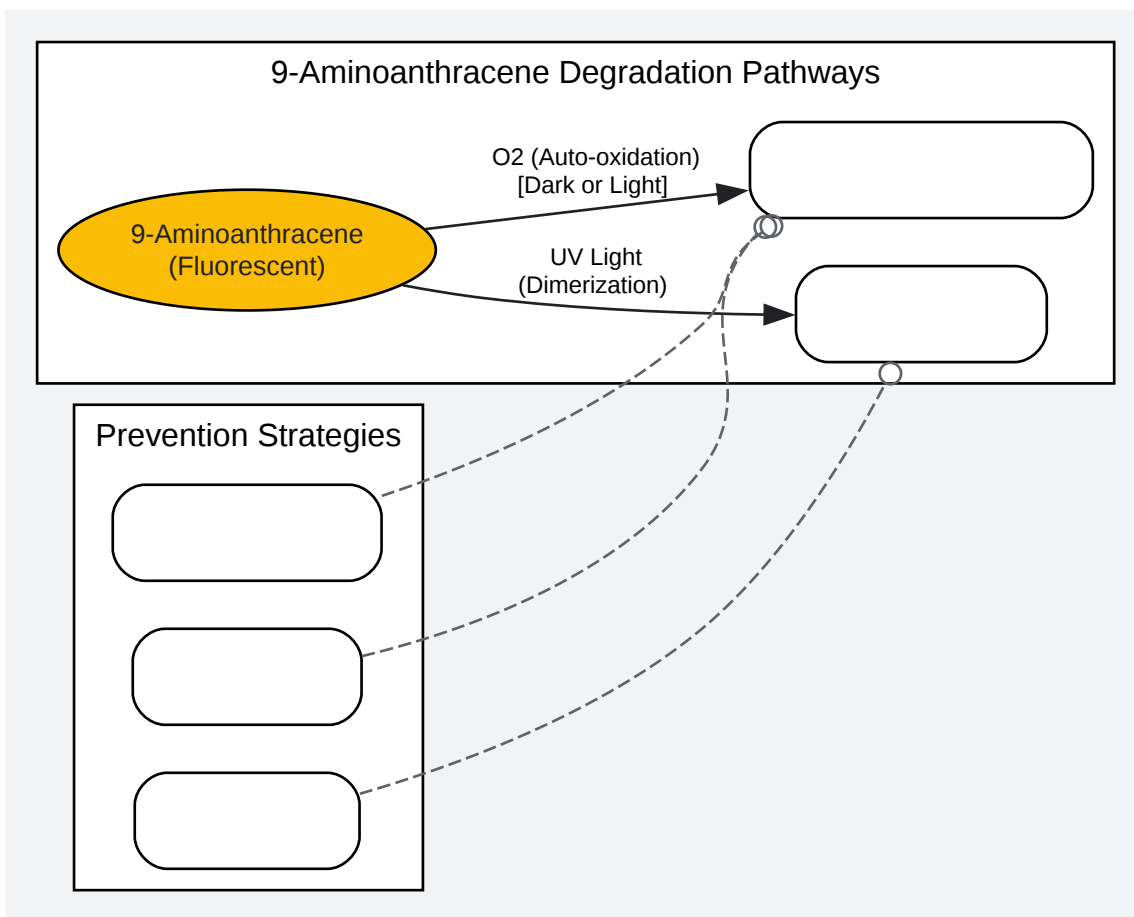 9-Aminoanthracene Degradation Pathways
O2 (Auto-oxidation)
[Dark or Light]
9-Aminoanthracene
(Fluorescent)
UV Light
(Dimerization)
Prevention Strategies